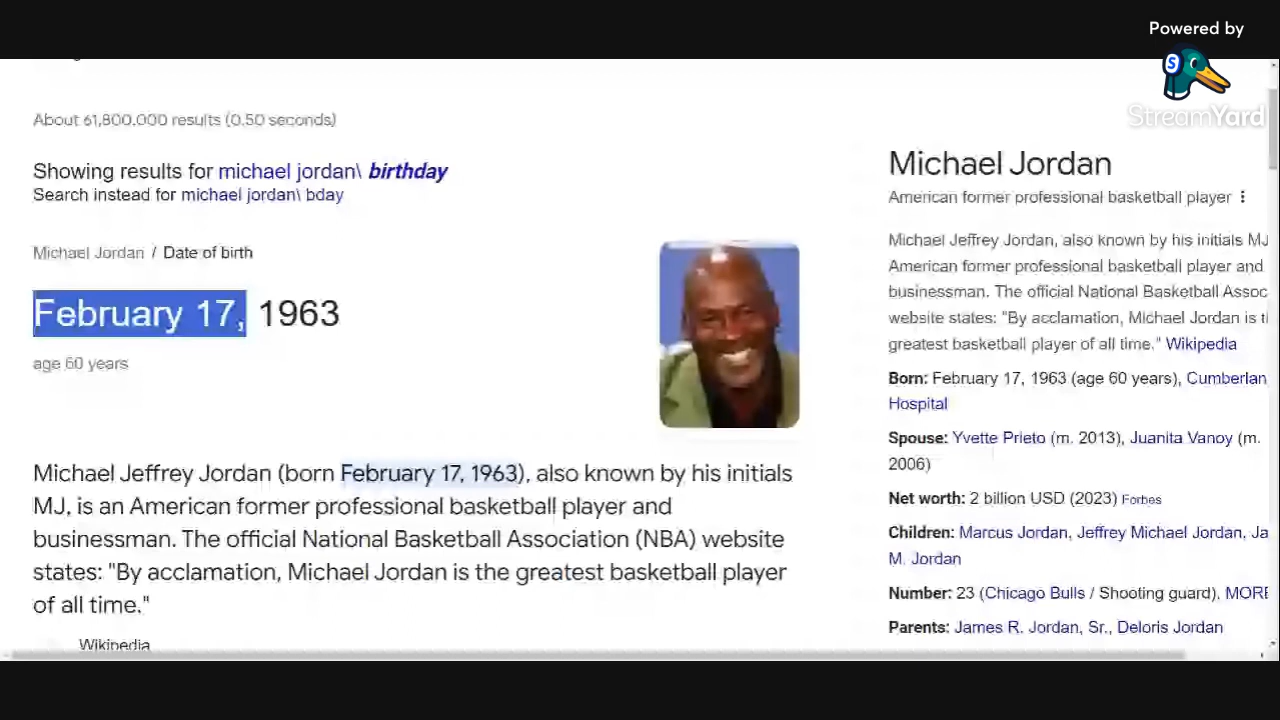 Powered by
StreamYard
About 61,800,000 results (0.50 seconds)
Showing results for michael jordan\ birthday
Search instead for michael jordan\ bday
Michael Jordan / Date of birth
February 17, 1963
age 60 years
Michael Jeffrey Jordan (born February 17, 1963), also known by his initials
MJ, is an American former professional basketball player and
businessman. The official National Basketball Association (NBA) website
states: "By acclamation, Michael Jordan is the greatest basketball player
of all time."
Wikipedia
Michael Jordan
American former professional basketball player
Michael Jeffrey Jordan, also known by his initials MJ
American former professional basketball player and
businessman. The official National Basketball Assoc
website states: "By acclamation, Michael Jordan is t
greatest basketball player of all time." Wikipedia
Born: February 17, 1963 (age 60 years), Cumberlan
Hospital
Spouse: Yvette Prieto (m. 2013), Juanita Vanoy (m.
2006)
Net worth: 2 billion USD (2023) Forbes
Children: Marcus Jordan, Jeffrey Michael Jordan, Ja
M. Jordan
Number: 23 (Chicago Bulls / Shooting guard), MORE
Parents: James R. Jordan, Sr., Deloris Jordan